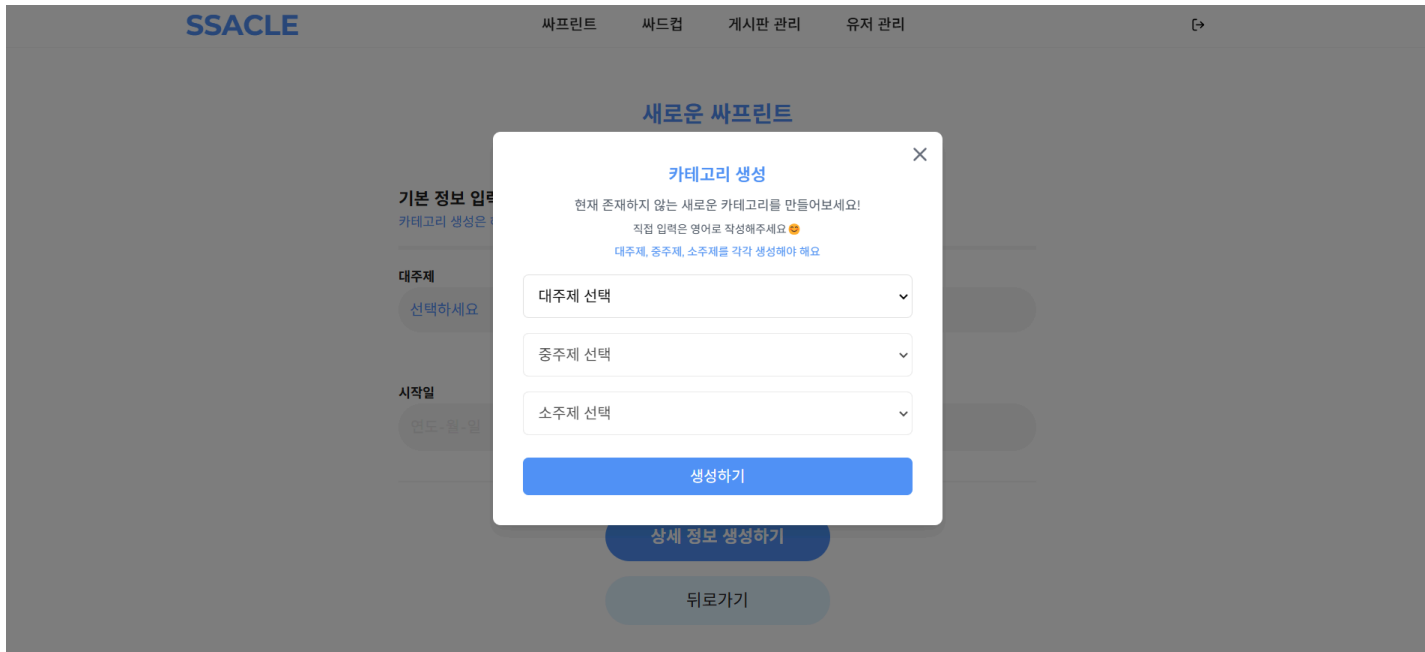 SSACLE
싸프린트 싸드컵 게시판 관리 유저 관리
새로운 싸프린트
기본 정보 입력
카테고리 생성은
대주제
선택하세요
시작일
연도-월-일
카테고리 생성
현재 존재하지 않는 새로운 카테고리를 만들어보세요!
직접 입력은 영어로 작성해주세요😊
대주제, 중주제, 소주제를 각각 생성해야 해요
대주제 선택
중주제 선택
소주제 선택
생성하기
상세 정보 생성하기
뒤로가기